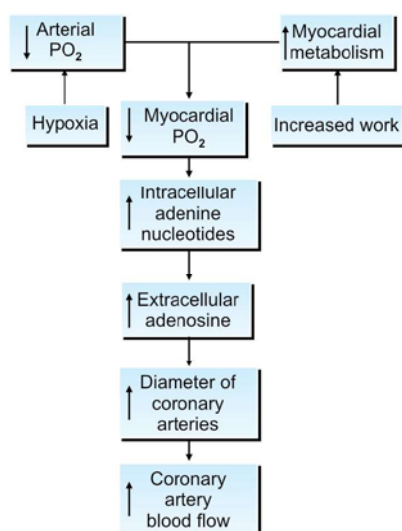 ↓ Arterial
PO₂
↑ Myocardial
metabolism
Hypoxia
↓ Myocardial
PO₂
Increased work
↑ Intracellular
adenine
nucleotides
↑ Extracellular
adenosine
↑ Diameter of
coronary
arteries
↑ Coronary
artery
blood flow